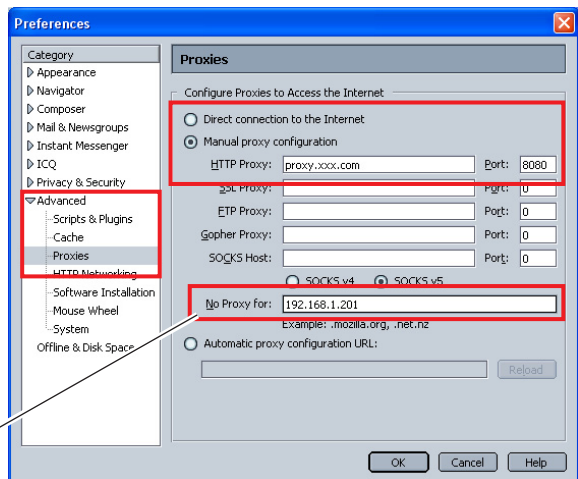 Preferences
Category
Appearance
Navigator
Composer
Mail & Newsgroups
Instant Messenger
ICQ
Privacy & Security
Advanced
Scripts & Plugins
Cache
Proxies
HTTP Networking
Software Installation
Mouse Wheel
System
Offline & Disk Space
Proxies
Configure Proxies to Access the Internet
Direct connection to the Internet
Manual proxy configuration
HTTP Proxy: proxy.xxx.com Port: 8080
SSL Proxy: Port: 0
FTP Proxy: Port: 0
Gopher Proxy: Port: 0
SOCKS Host: Port: 0
SOCKS v4 SOCKS v5
No Proxy for: 192.168.1.201
Example: .mozilla.org, .net.nz
Automatic proxy configuration URL:
Reload
OK Cancel Help